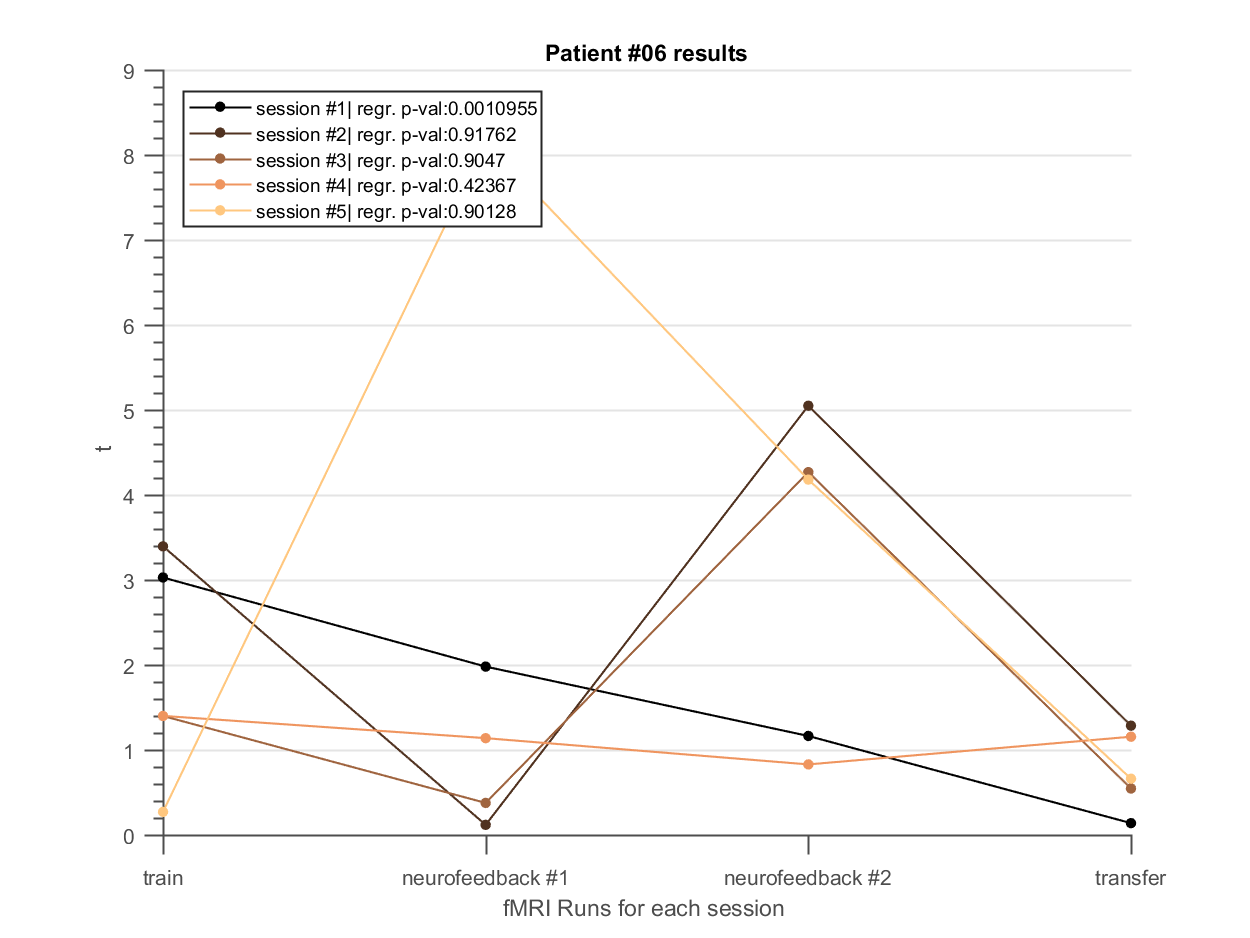 Patient #06 results
9
8
7
6
5
4
3
2
1
0
t
session #1| regr. p-val:0.0010955
session #2| regr. p-val:0.91762
session #3| regr. p-val:0.9047
session #4| regr. p-val:0.42367
session #5| regr. p-val:0.90128
train
neurofeedback #1
neurofeedback #2
transfer
fMRI Runs for each session